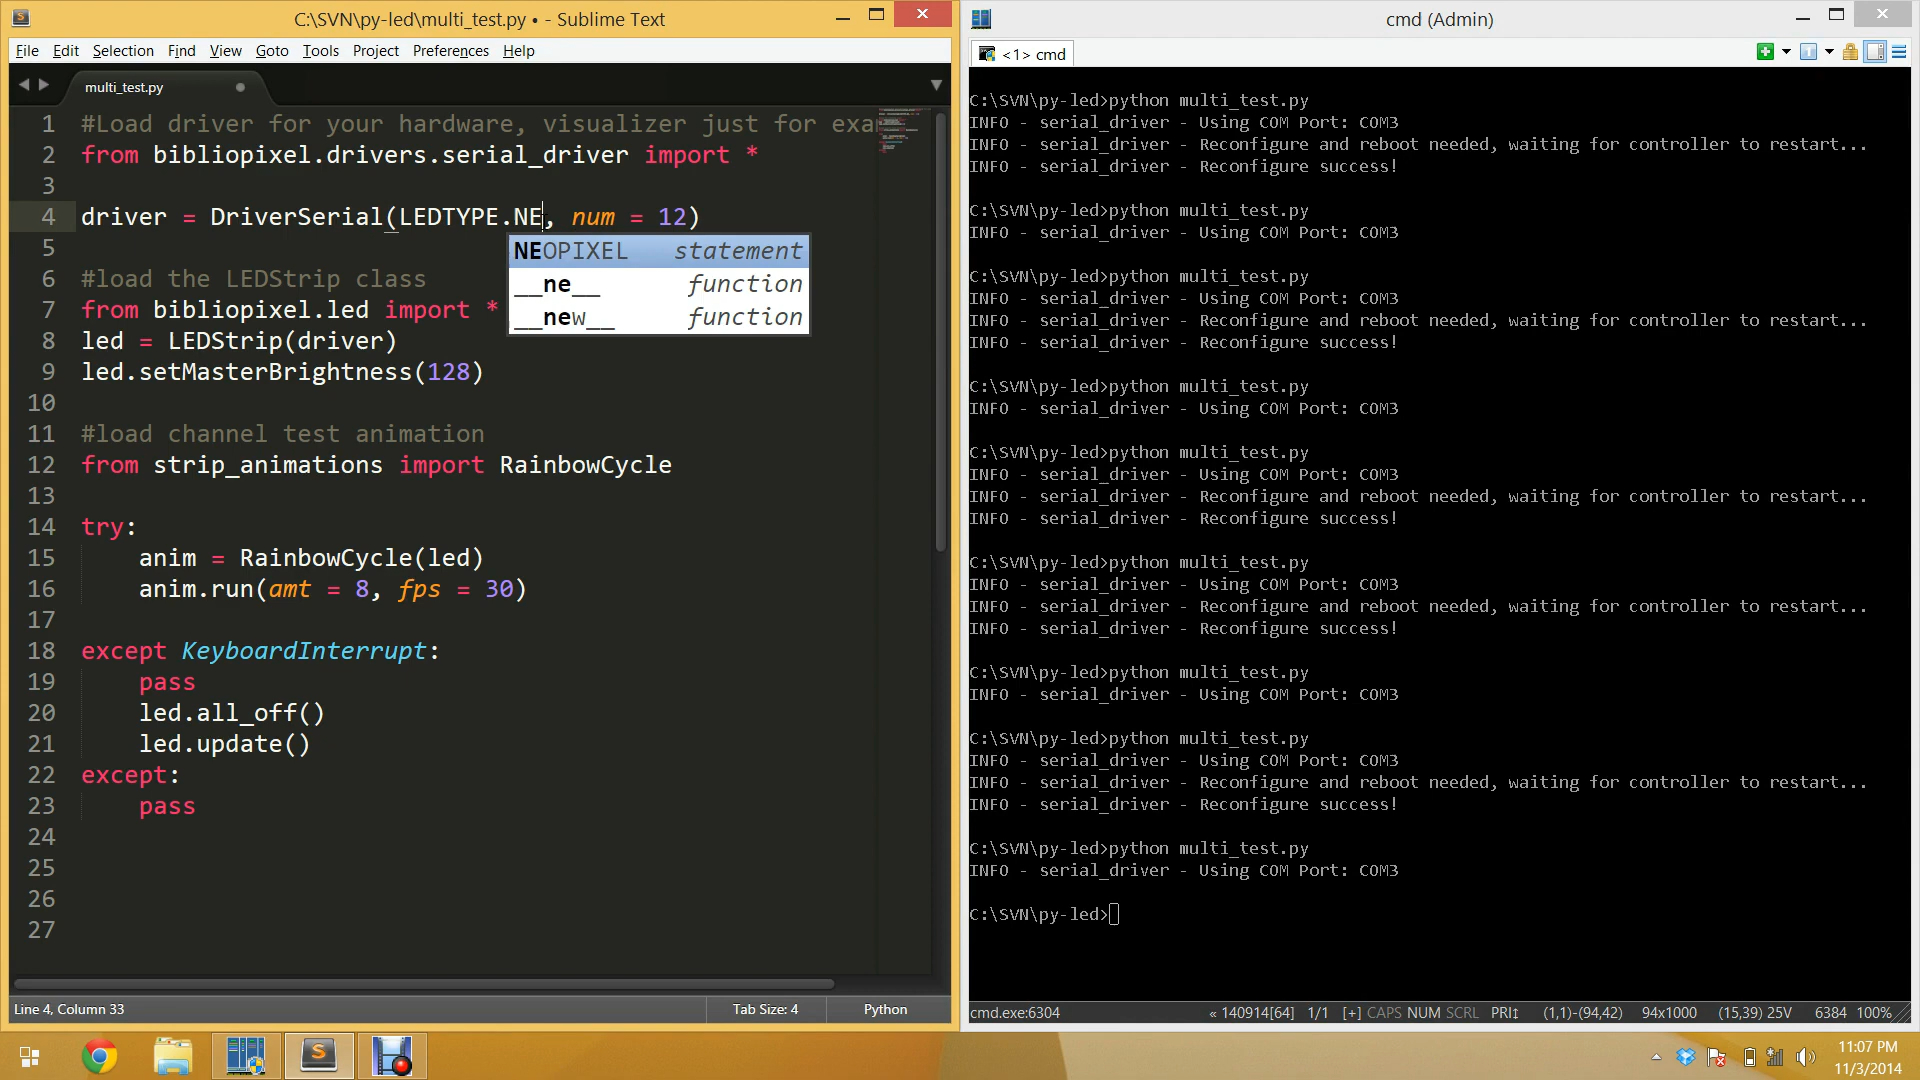 C:\SVN\py-led\multi_test.py • - Sublime Text
File Edit Selection Find View Goto Tools Project Preferences Help
multi_test.py
1 #Load driver for your hardware, visualizer just for exa
2 from bibliopixel.drivers.serial_driver import *
3
4 driver = DriverSerial(LEDTYPE.NE, num = 12)
NEOPIXEL statement
__ne__ function
__new__ function
5
6 #load the LEDStrip class
7 from bibliopixel.led import *
8 led = LEDStrip(driver)
9 led.setMasterBrightness(128)
10
11 #load channel test animation
12 from strip_animations import RainbowCycle
13
14 try:
15 anim = RainbowCycle(led)
16 anim.run(amt = 8, fps = 30)
17
18 except KeyboardInterrupt:
19 pass
20 led.all_off()
21 led.update()
22 except:
23 pass
24
25
26
27
Line 4, Column 33 Tab Size: 4 Python
cmd (Admin)
<1> cmd
C:\SVN\py-led>python multi_test.py
INFO - serial_driver - Using COM Port: COM3
INFO - serial_driver - Reconfigure and reboot needed, waiting for controller to restart...
INFO - serial_driver - Reconfigure success!
C:\SVN\py-led>python multi_test.py
INFO - serial_driver - Using COM Port: COM3
C:\SVN\py-led>python multi_test.py
INFO - serial_driver - Using COM Port: COM3
INFO - serial_driver - Reconfigure and reboot needed, waiting for controller to restart...
INFO - serial_driver - Reconfigure success!
C:\SVN\py-led>python multi_test.py
INFO - serial_driver - Using COM Port: COM3
C:\SVN\py-led>python multi_test.py
INFO - serial_driver - Using COM Port: COM3
INFO - serial_driver - Reconfigure and reboot needed, waiting for controller to restart...
INFO - serial_driver - Reconfigure success!
C:\SVN\py-led>python multi_test.py
INFO - serial_driver - Using COM Port: COM3
INFO - serial_driver - Reconfigure and reboot needed, waiting for controller to restart...
INFO - serial_driver - Reconfigure success!
C:\SVN\py-led>python multi_test.py
INFO - serial_driver - Using COM Port: COM3
C:\SVN\py-led>python multi_test.py
INFO - serial_driver - Using COM Port: COM3
INFO - serial_driver - Reconfigure and reboot needed, waiting for controller to restart...
INFO - serial_driver - Reconfigure success!
C:\SVN\py-led>python multi_test.py
INFO - serial_driver - Using COM Port: COM3
C:\SVN\py-led>
cmd.exe:6304 « 140914[64] 1/1 [+] CAPS NUM SCRL PRI↕ (1,1)-(94,42) 94x1000 (15,39) 25V 6384 100%
11:07 PM
11/3/2014